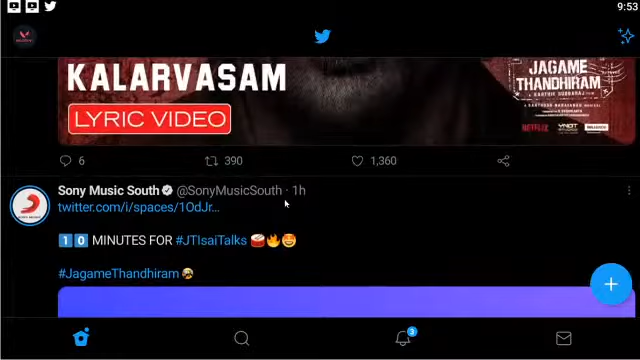 9:53
KALARVASAM
LYRIC VIDEO
JAGAME
THANDHIRAM
NETFLIX
YNOT
6
390
1,360
Sony Music South @SonyMusicSouth · 1h
twitter.com/i/spaces/1OdJr...
1️⃣0️⃣ MINUTES FOR #JTIsaiTalks 🥁🔥🤩
#JagameThandhiram
3